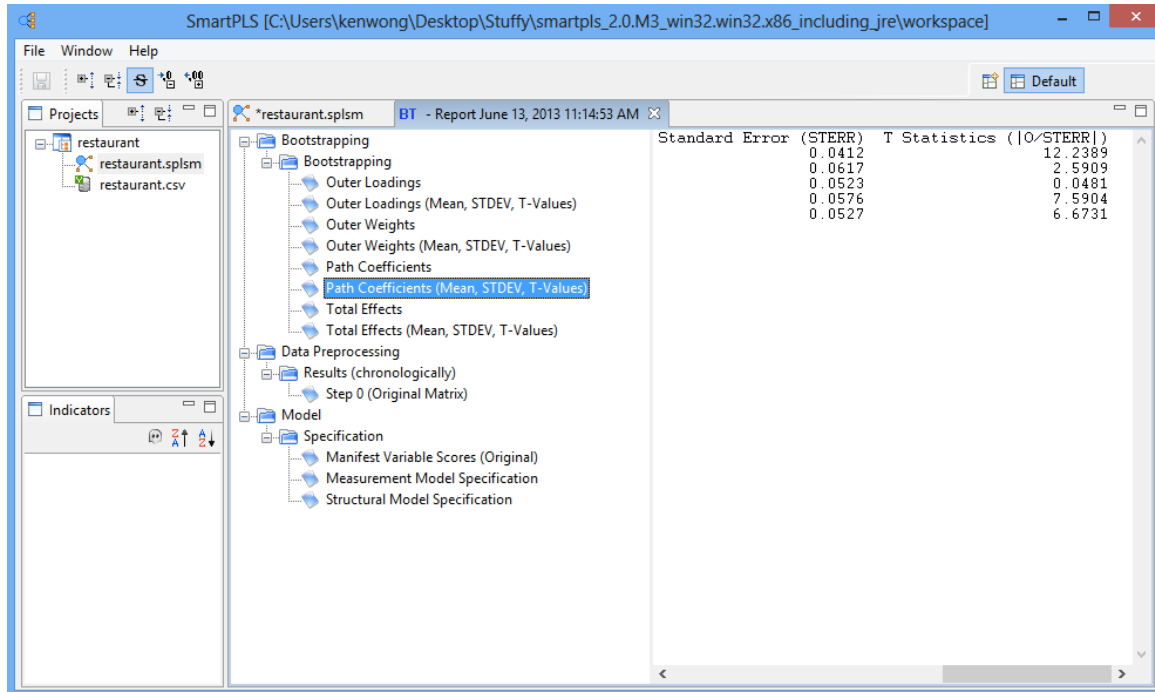 SmartPLS [C:\Users\kenwong\Desktop\Stuffy\smartpls_2.0.M3_win32.win32.x86_including_jre\workspace]
File Window Help
Default
Projects
restaurant
restaurant.splsm
restaurant.csv
Indicators
*restaurant.splsm
BT - Report June 13, 2013 11:14:53 AM
Bootstrapping
Bootstrapping
Outer Loadings
Outer Loadings (Mean, STDEV, T-Values)
Outer Weights
Outer Weights (Mean, STDEV, T-Values)
Path Coefficients
Path Coefficients (Mean, STDEV, T-Values)
Total Effects
Total Effects (Mean, STDEV, T-Values)
Data Preprocessing
Results (chronologically)
Step 0 (Original Matrix)
Model
Specification
Manifest Variable Scores (Original)
Measurement Model Specification
Structural Model Specification
Standard Error (STERR) T Statistics (|O/STERR|)
0.0412 12.2389
0.0617 2.5909
0.0523 0.0481
0.0576 7.5904
0.0527 6.6731